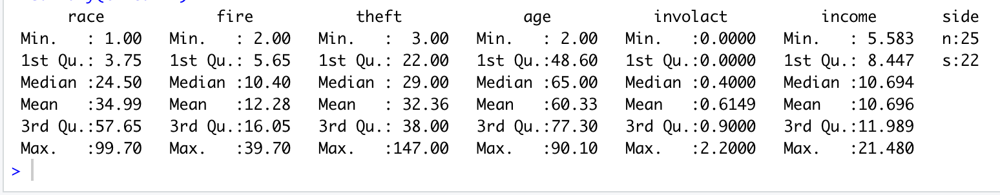 race            fire           theft             age           involact          income      side
 Min.   : 1.00   Min.   : 2.00   Min.   :  3.00   Min.   : 2.00   Min.   :0.0000   Min.   : 5.583   n:25
 1st Qu.: 3.75   1st Qu.: 5.65   1st Qu.: 22.00   1st Qu.:48.60   1st Qu.:0.0000   1st Qu.: 8.447   s:22
 Median :24.50   Median :10.40   Median : 29.00   Median :65.00   Median :0.4000   Median :10.694
 Mean   :34.99   Mean   :12.28   Mean   : 32.36   Mean   :60.33   Mean   :0.6149   Mean   :10.696
 3rd Qu.:57.65   3rd Qu.:16.05   3rd Qu.: 38.00   3rd Qu.:77.30   3rd Qu.:0.9000   3rd Qu.:11.989
 Max.   :99.70   Max.   :39.70   Max.   :147.00   Max.   :90.10   Max.   :2.2000   Max.   :21.480
>